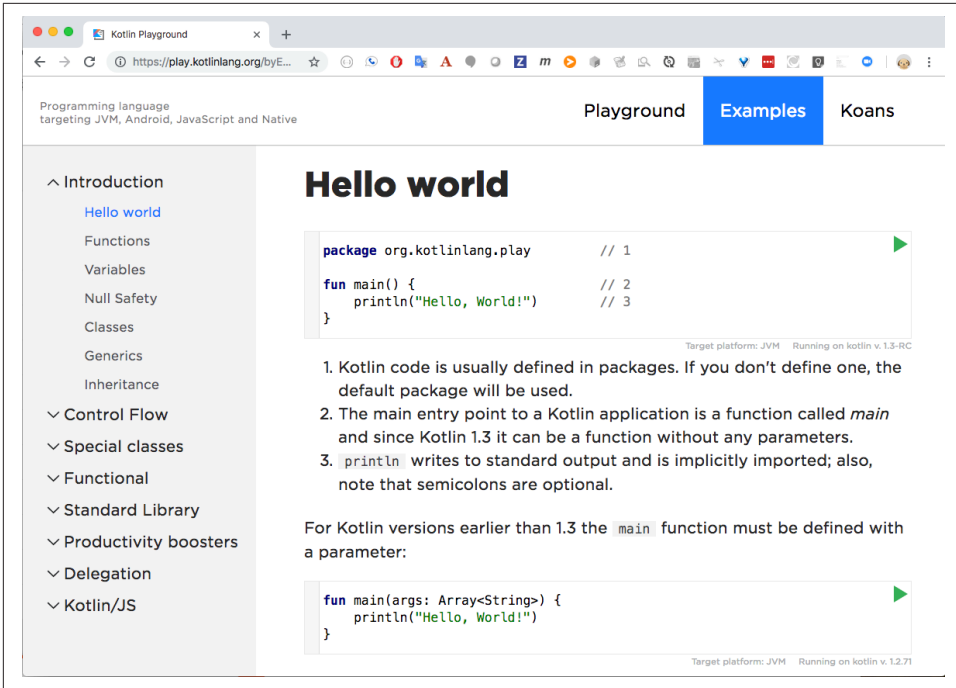 Kotlin Playground
https://play.kotlinlang.org/byE...
Programming language
targeting JVM, Android, JavaScript and Native
Playground
Examples
Koans
Introduction
Hello world
Functions
Variables
Null Safety
Classes
Generics
Inheritance
Control Flow
Special classes
Functional
Standard Library
Productivity boosters
Delegation
Kotlin/JS
Hello world
package org.kotlinlang.play // 1
fun main() { // 2
println("Hello, World!") // 3
}
Target platform: JVM Running on kotlin v. 1.3-RC
1. Kotlin code is usually defined in packages. If you don't define one, the
default package will be used.
2. The main entry point to a Kotlin application is a function called main
and since Kotlin 1.3 it can be a function without any parameters.
3. println writes to standard output and is implicitly imported; also,
note that semicolons are optional.
For Kotlin versions earlier than 1.3 the main function must be defined with
a parameter:
fun main(args: Array<String>) {
println("Hello, World!")
}
Target platform: JVM Running on kotlin v. 1.2.71